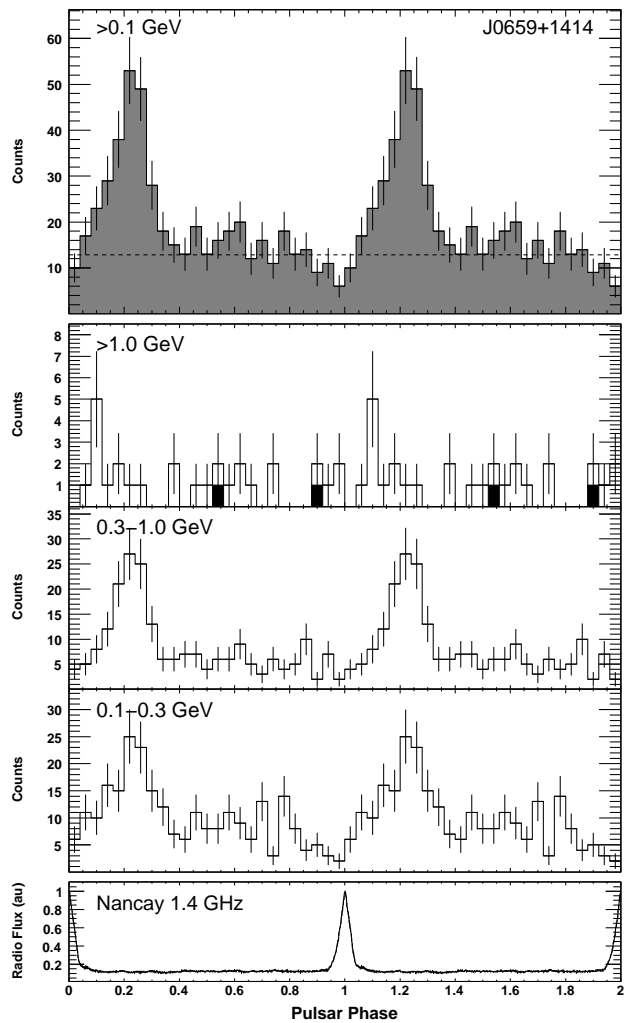 >0.1 GeV J0659+1414
60
50
40
30
20
10
Counts
>1.0 GeV
8
7
6
5
4
3
2
1
Counts
0.3–1.0 GeV
35
30
25
20
15
10
5
Counts
0.1–0.3 GeV
30
25
20
15
10
5
Counts
Nancay 1.4 GHz
1
0.8
0.6
0.4
0.2
Radio Flux (au)
0 0.2 0.4 0.6 0.8 1 1.2 1.4 1.6 1.8 2
Pulsar Phase